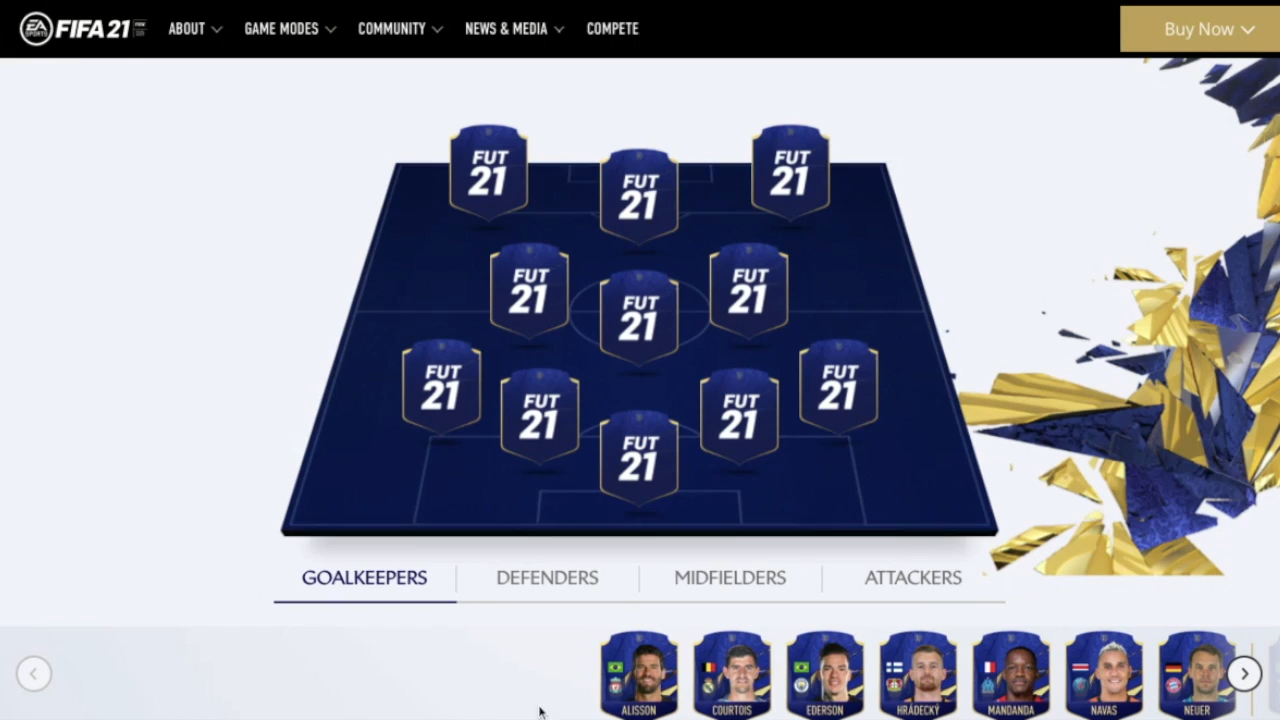 EA SPORTS FIFA 21
ABOUT
GAME MODES
COMMUNITY
NEWS & MEDIA
COMPETE
Buy Now
FUT 21
FUT 21
FUT 21
FUT 21
FUT 21
FUT 21
FUT 21
FUT 21
FUT 21
FUT 21
FUT 21
GOALKEEPERS
DEFENDERS
MIDFIELDERS
ATTACKERS
ALISSON
COURTOIS
EDERSON
HRÁDECKÝ
MANDANDA
NAVAS
NEUER